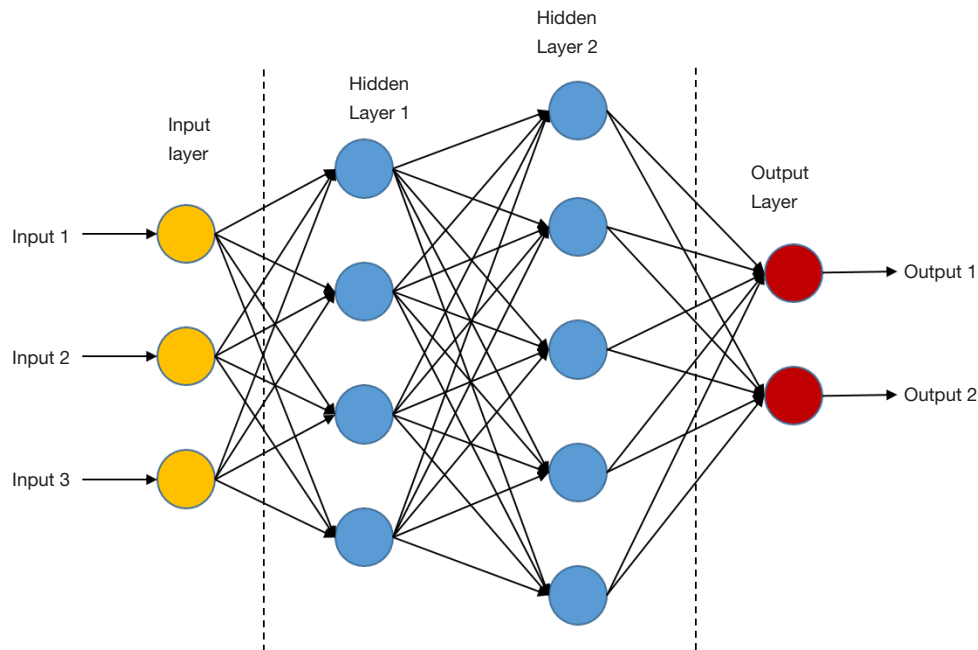 Hidden
Layer 2
Hidden
Layer 1
Input
layer
Output
Layer
Input 1
Input 2
Input 3
Output 1
Output 2